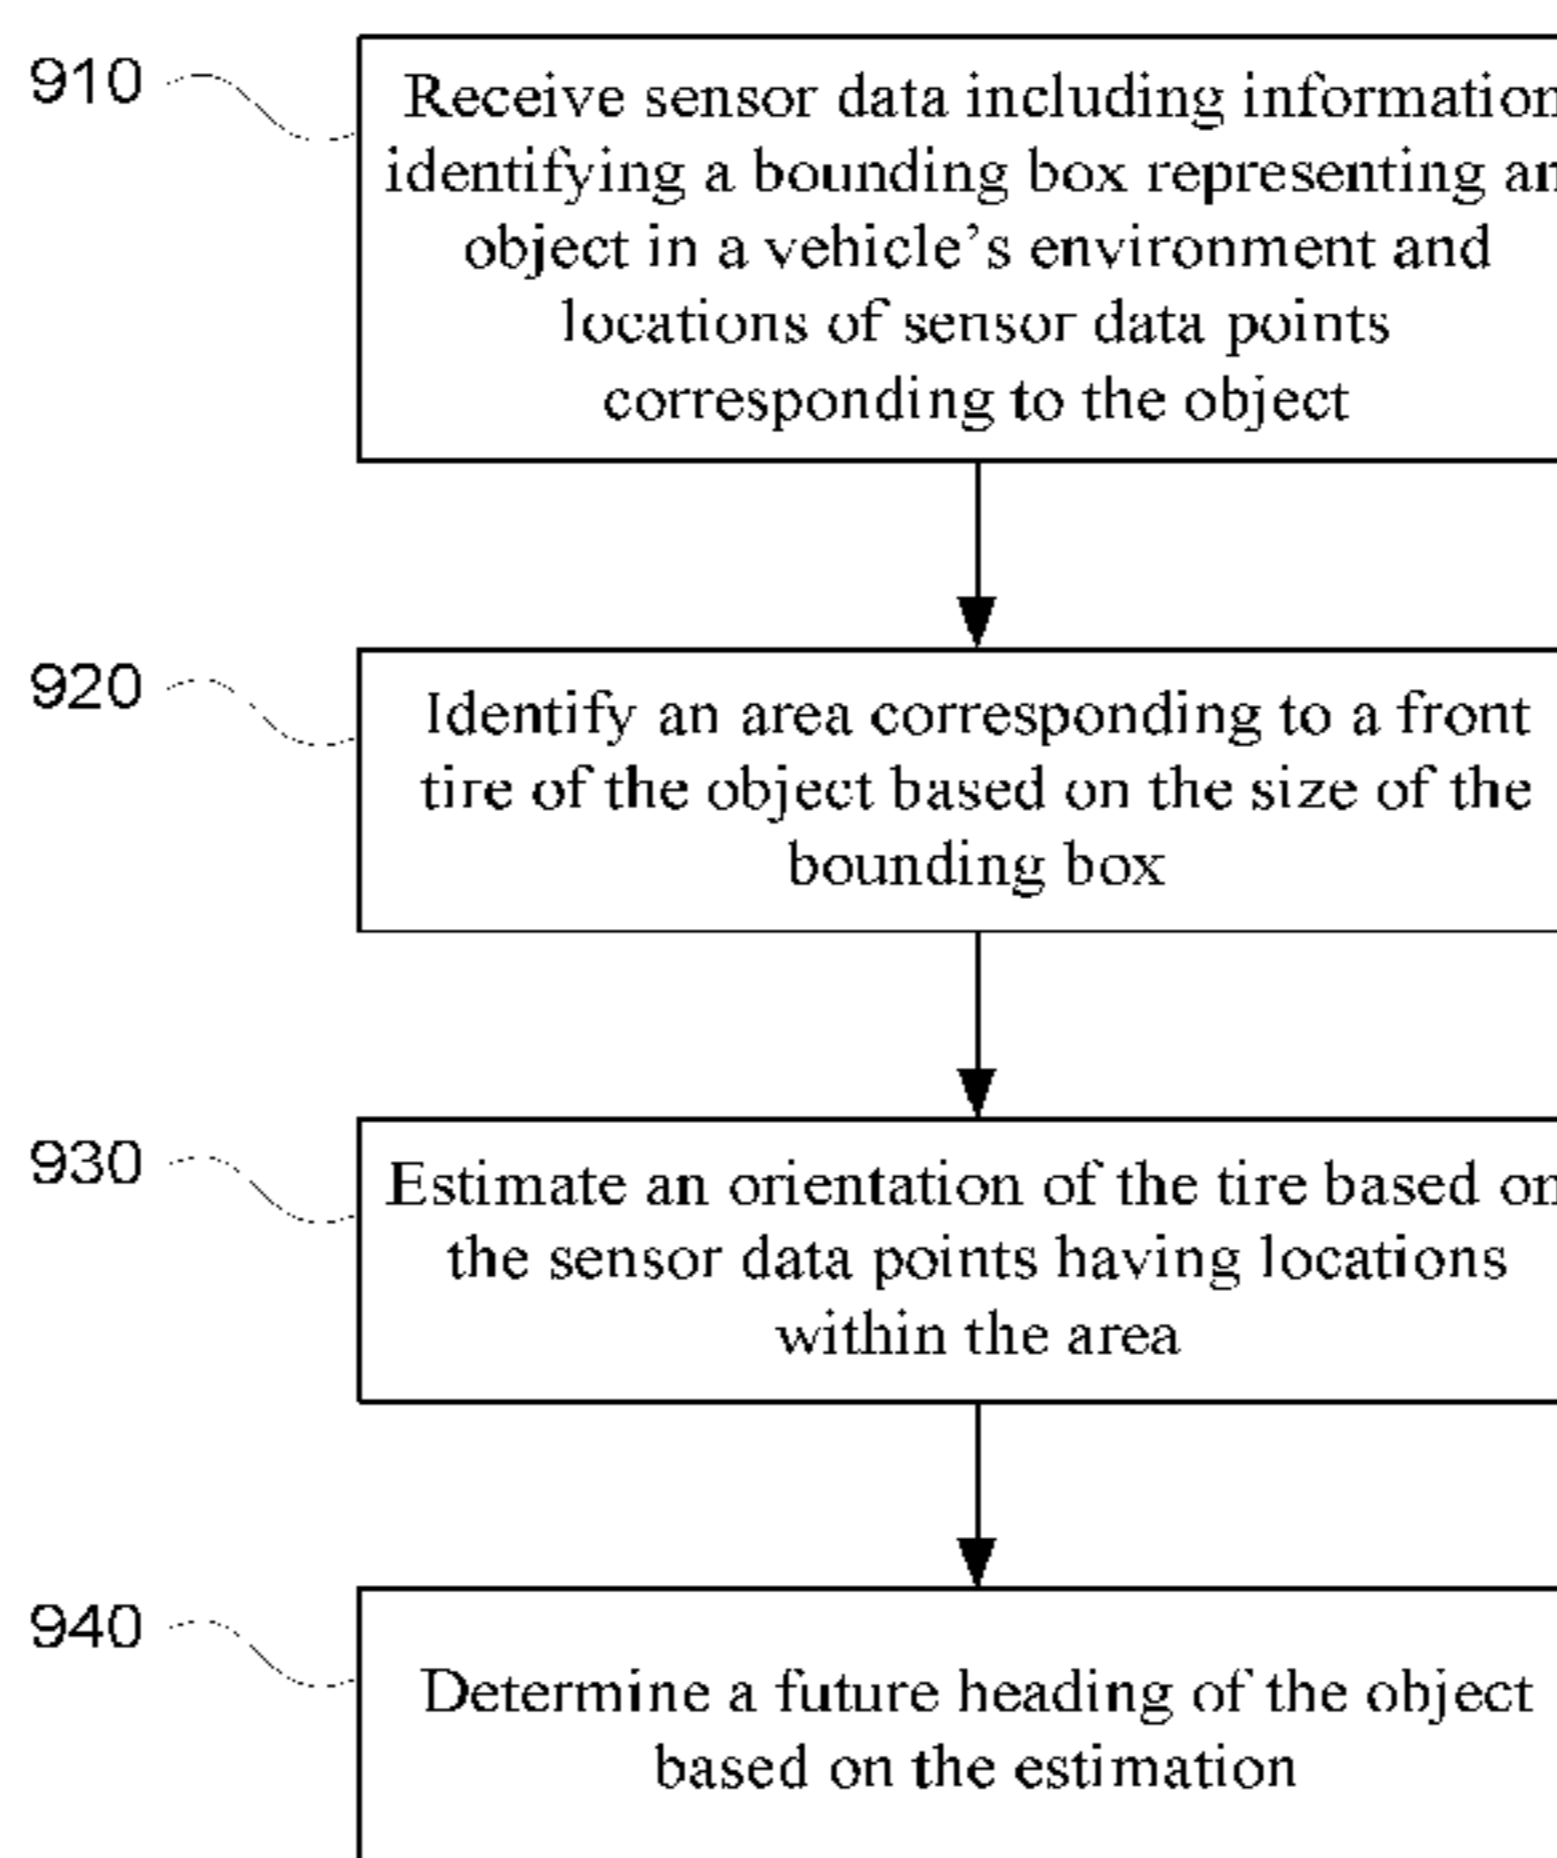 910
Receive sensor data including information
identifying a bounding box representing an
object in a vehicle’s environment and
locations of sensor data points
corresponding to the object
920
Identify an area corresponding to a front
tire of the object based on the size of the
bounding box
930
Estimate an orientation of the tire based on
the sensor data points having locations
within the area
940
Determine a future heading of the object
based on the estimation